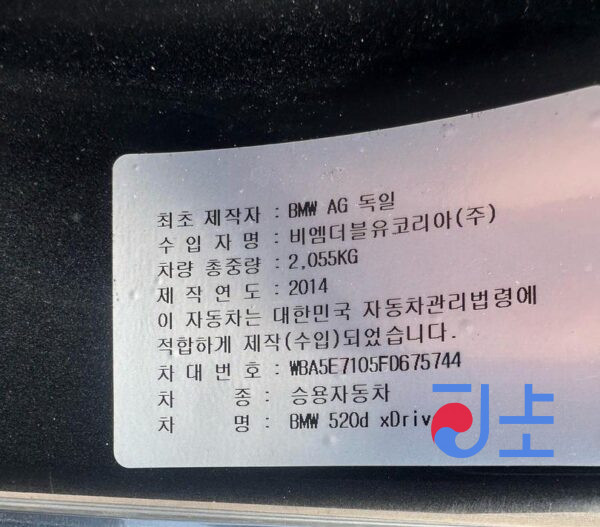 최초 제작자 : BMW AG 독일
수 입 자 명 : 비엠더블유코리아(주)
차량 총중량 : 2,055KG
제 작 연 도 : 2014
이 자동차는 대한민국 자동차관리법령에
적합하게 제작(수입)되었습니다.
차 대 번 호 : WBA5E7105FD675744
차 종 : 승용자동차
차 명 : BMW 520d xDriv